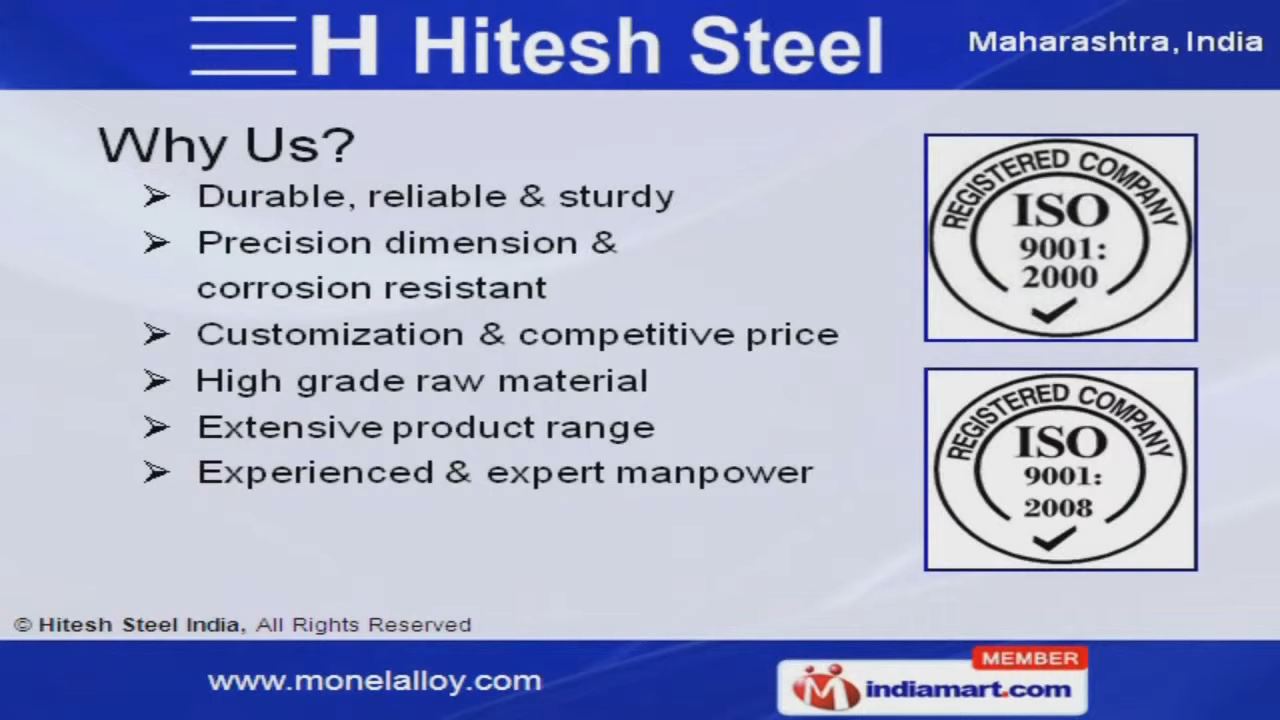 H Hitesh Steel
Maharashtra, India
Why Us?
➢ Durable, reliable & sturdy
➢ Precision dimension &
corrosion resistant
➢ Customization & competitive price
➢ High grade raw material
➢ Extensive product range
➢ Experienced & expert manpower
REGISTERED COMPANY
ISO
9001:
2000
REGISTERED COMPANY
ISO
9001:
2008
© Hitesh Steel India, All Rights Reserved
www.monelalloy.com
MEMBER
M indiamart.com